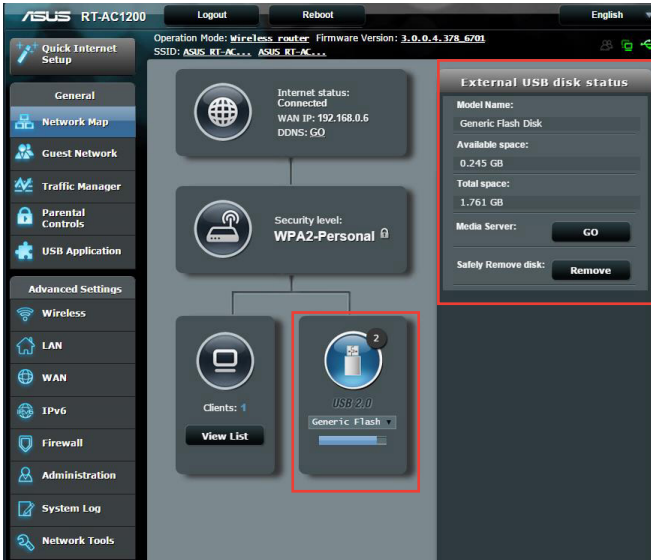 ASUS RT-AC1200
Logout
Reboot
English
Quick Internet
Setup
Operation Mode: Wireless router Firmware Version: 3.0.0.4.378_6701
SSID: ASUS RT-AC... ASUS RT-AC...
General
Network Map
Guest Network
Traffic Manager
Parental
Controls
USB Application
Advanced Settings
Wireless
LAN
WAN
IPv6
Firewall
Administration
System Log
Network Tools
Internet status:
Connected
WAN IP: 192.168.0.6
DDNS: GO
Security level:
WPA2-Personal
Clients: 1
View List
2
USB 2.0
Generic Flash
External USB disk status
Model Name:
Generic Flash Disk
Available space:
0.245 GB
Total space:
1.761 GB
Media Server:
GO
Safely Remove disk:
Remove